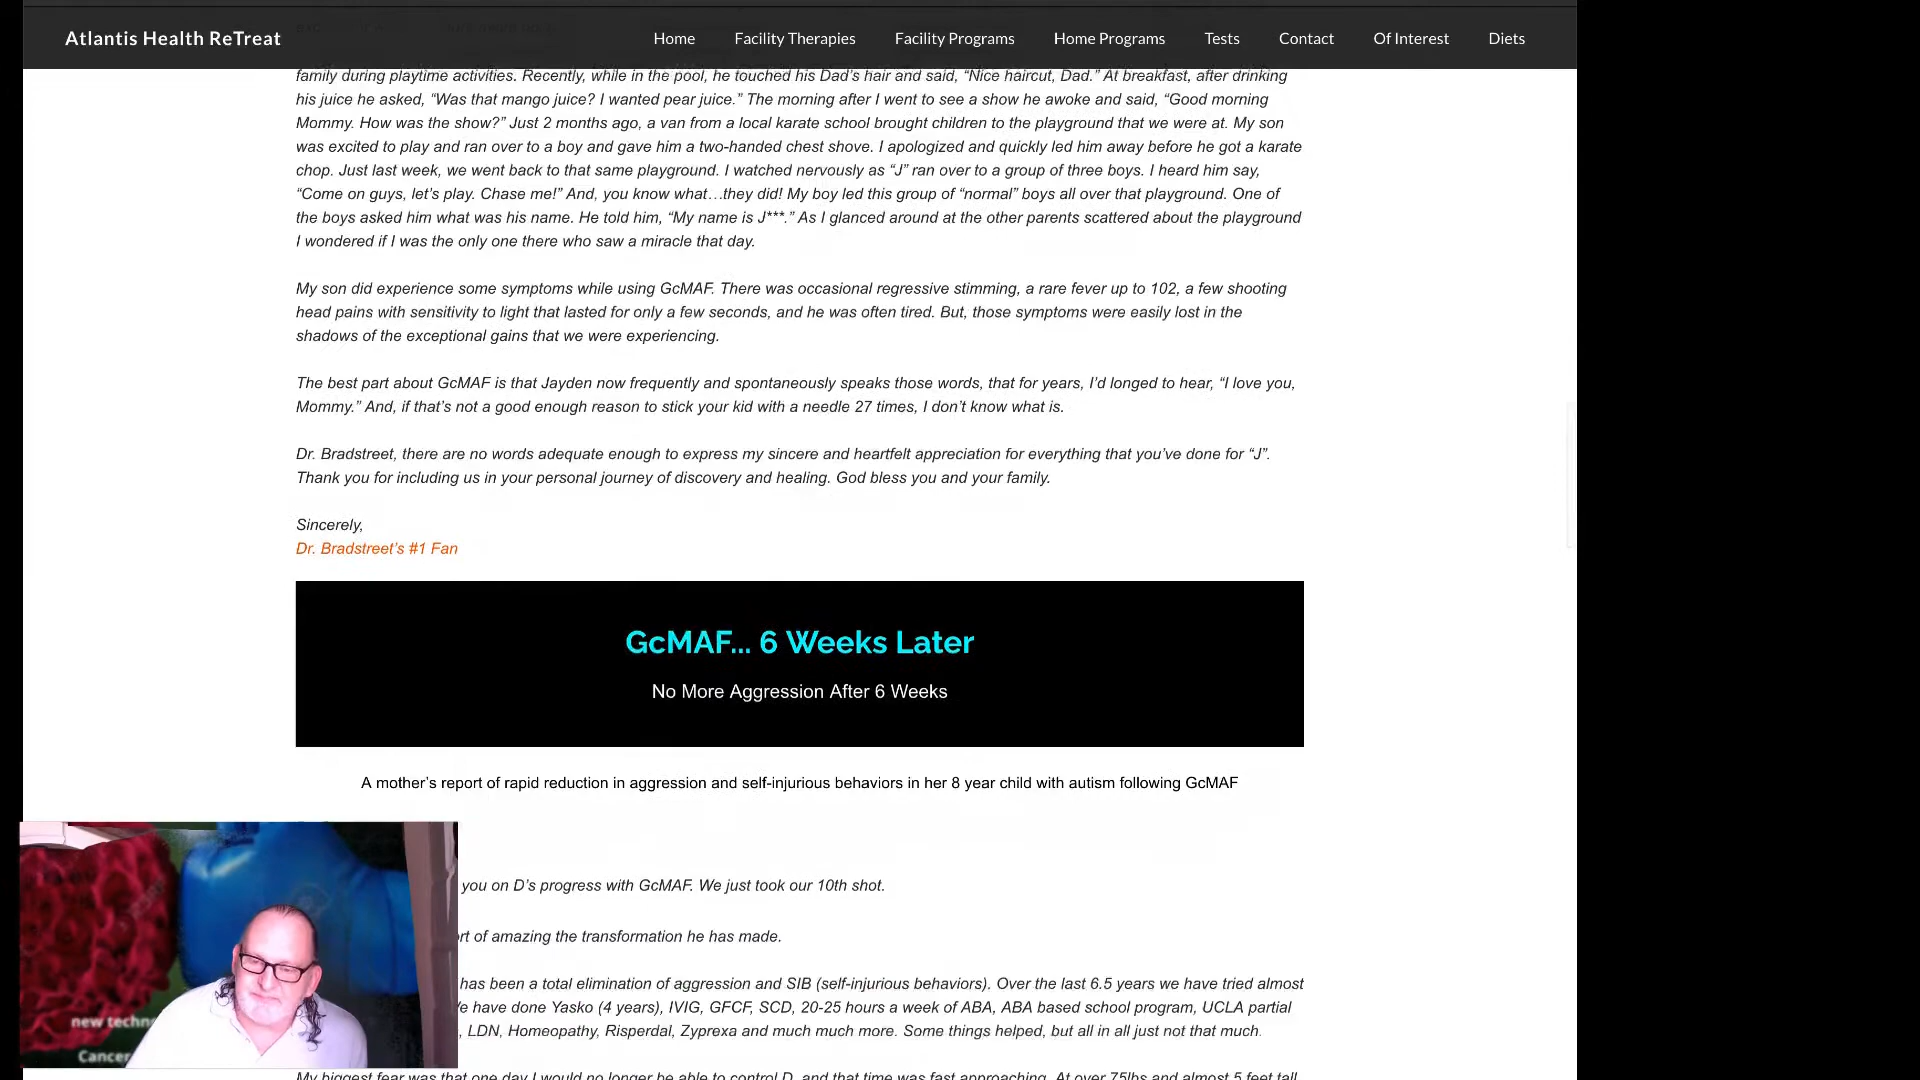 Atlantis Health ReTreat
Home Facility Therapies Facility Programs Home Programs Tests Contact Of Interest Diets
family during playtime activities. Recently, while in the pool, he touched his Dad’s hair and said, “Nice haircut, Dad.” At breakfast, after drinking
his juice he asked, “Was that mango juice? I wanted pear juice.” The morning after I went to see a show he awoke and said, “Good morning
Mommy. How was the show?” Just 2 months ago, a van from a local karate school brought children to the playground that we were at. My son
was excited to play and ran over to a boy and gave him a two-handed chest shove. I apologized and quickly led him away before he got a karate
chop. Just last week, we went back to that same playground. I watched nervously as “J” ran over to a group of three boys. I heard him say,
“Come on guys, let’s play. Chase me!” And, you know what…they did! My boy led this group of “normal” boys all over that playground. One of
the boys asked him what was his name. He told him, “My name is J***.” As I glanced around at the other parents scattered about the playground
I wondered if I was the only one there who saw a miracle that day.
My son did experience some symptoms while using GcMAF. There was occasional regressive stimming, a rare fever up to 102, a few shooting
head pains with sensitivity to light that lasted for only a few seconds, and he was often tired. But, those symptoms were easily lost in the
shadows of the exceptional gains that we were experiencing.
The best part about GcMAF is that Jayden now frequently and spontaneously speaks those words, that for years, I’d longed to hear, “I love you,
Mommy.” And, if that’s not a good enough reason to stick your kid with a needle 27 times, I don’t know what is.
Dr. Bradstreet, there are no words adequate enough to express my sincere and heartfelt appreciation for everything that you’ve done for “J”.
Thank you for including us in your personal journey of discovery and healing. God bless you and your family.
Sincerely,
Dr. Bradstreet’s #1 Fan
GcMAF... 6 Weeks Later
No More Aggression After 6 Weeks
A mother’s report of rapid reduction in aggression and self-injurious behaviors in her 8 year child with autism following GcMAF
you on D’s progress with GcMAF. We just took our 10th shot.
of amazing the transformation he has made.
has been a total elimination of aggression and SIB (self-injurious behaviors). Over the last 6.5 years we have tried almost
have done Yasko (4 years), IVIG, GFCF, SCD, 20-25 hours a week of ABA, ABA based school program, UCLA partial
, LDN, Homeopathy, Risperdal, Zyprexa and much much more. Some things helped, but all in all just not that much.
new
Cancer
My biggest fear was that one day I would no longer be able to control D, and that time was fast approaching. At over 75lbs and almost 5 feet tall